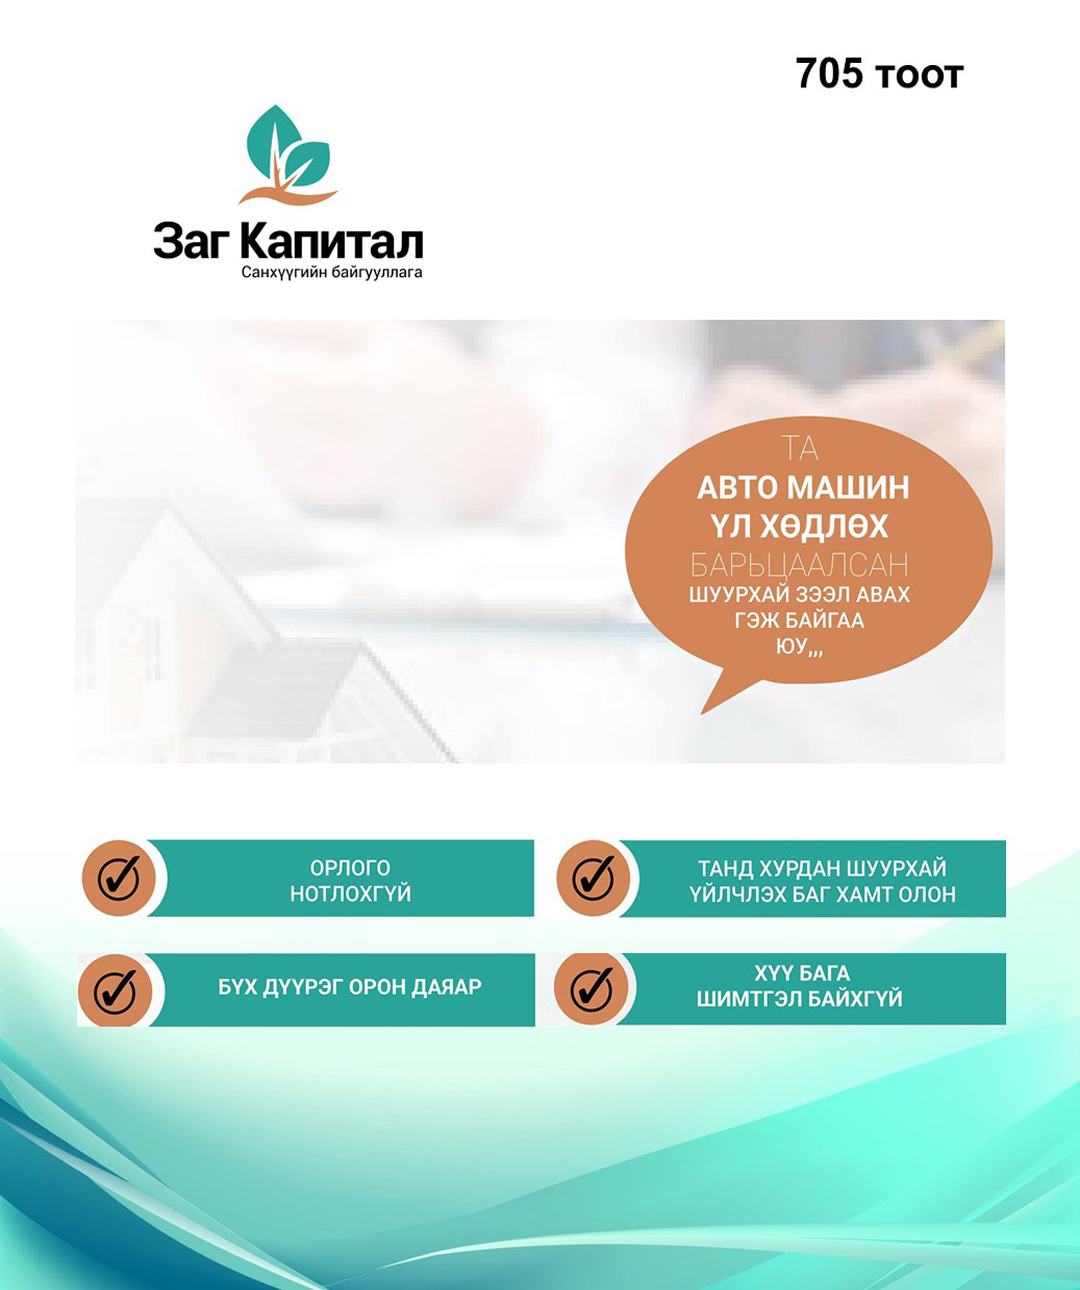 705 тоот
Заг Капитал
Санхүүгийн байгууллага
ТА
АВТО МАШИН
ҮЛ ХӨДЛӨХ
БАРЬЦААЛСАН
ШУУРХАЙ ЗЭЭЛ АВАХ
ГЭЖ БАЙГАА
ЮУ,,,
ОРЛОГО
НОТЛОХГҮЙ
ТАНД ХУРДАН ШУУРХАЙ
ҮЙЛЧЛЭХ БАГ ХАМТ ОЛОН
БҮХ ДҮҮРЭГ ОРОН ДАЯАР
ХҮҮ БАГА
ШИМТГЭЛ БАЙХГҮЙ